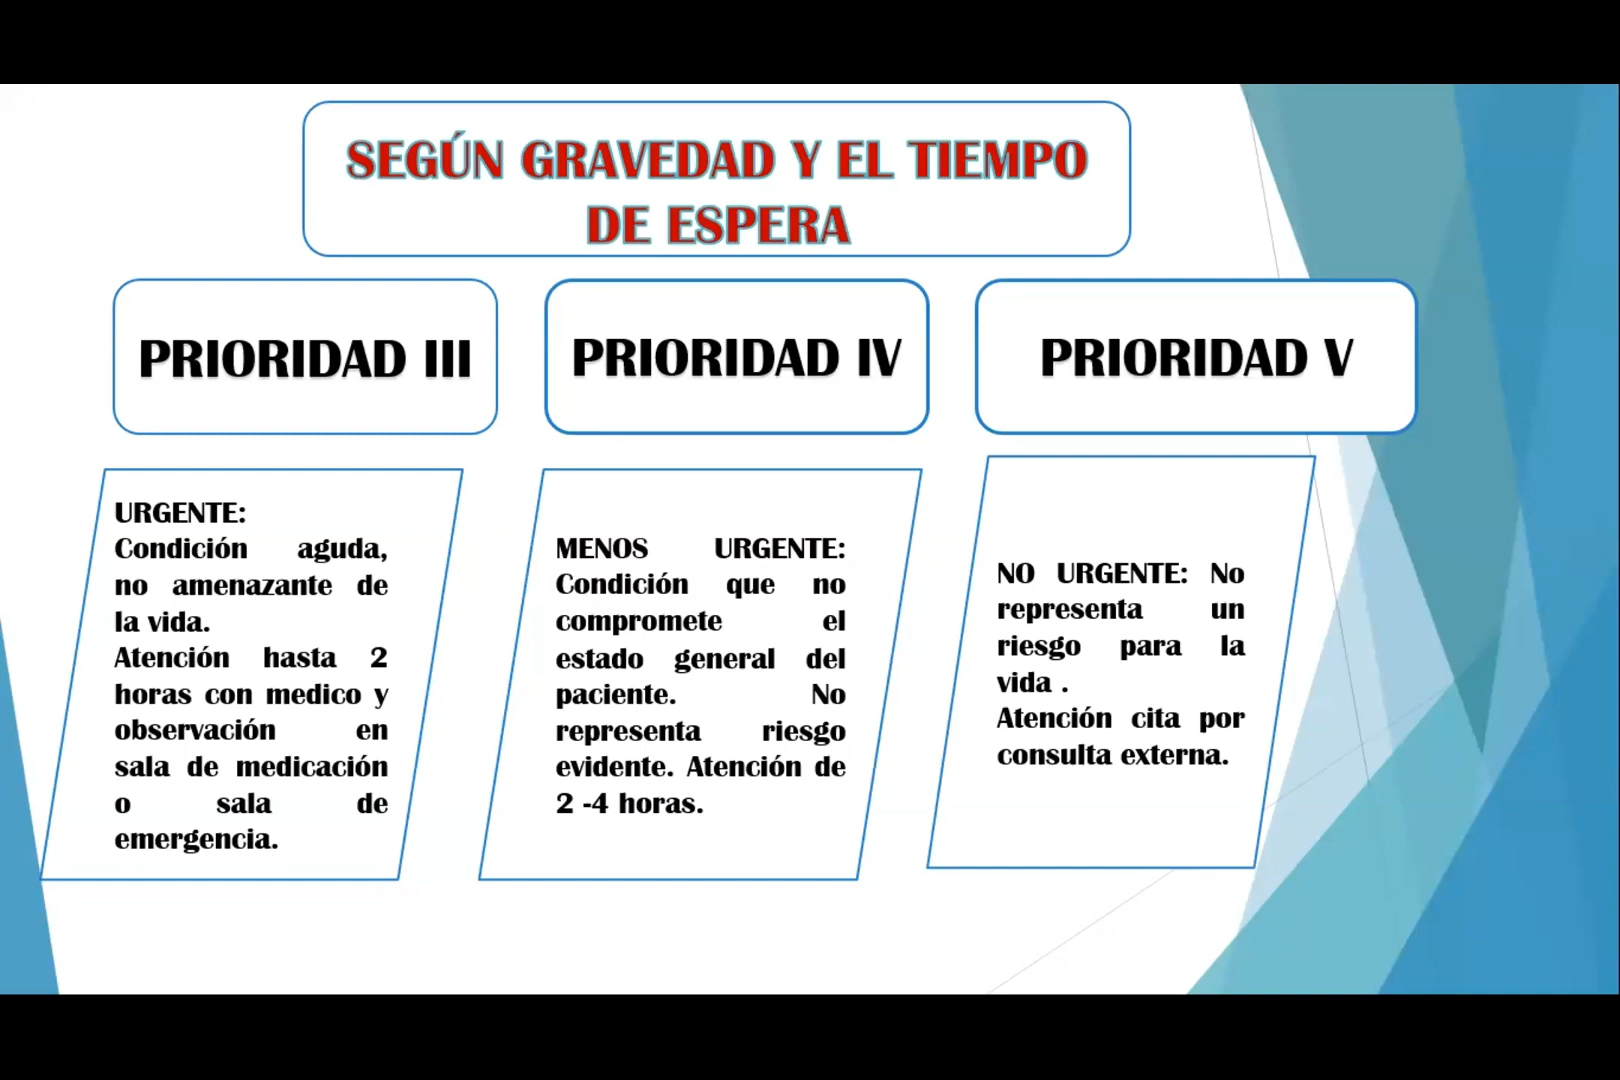 SEGÚN GRAVEDAD Y EL TIEMPO
DE ESPERA
PRIORIDAD III
PRIORIDAD IV
PRIORIDAD V
URGENTE:
Condición aguda,
no amenazante de
la vida.
Atención hasta 2
horas con medico y
observación en
sala de medicación
o sala de
emergencia.
MENOS URGENTE:
Condición que no
compromete el
estado general del
paciente. No
representa riesgo
evidente. Atención de
2 -4 horas.
NO URGENTE: No
representa un
riesgo para la
vida .
Atención cita por
consulta externa.